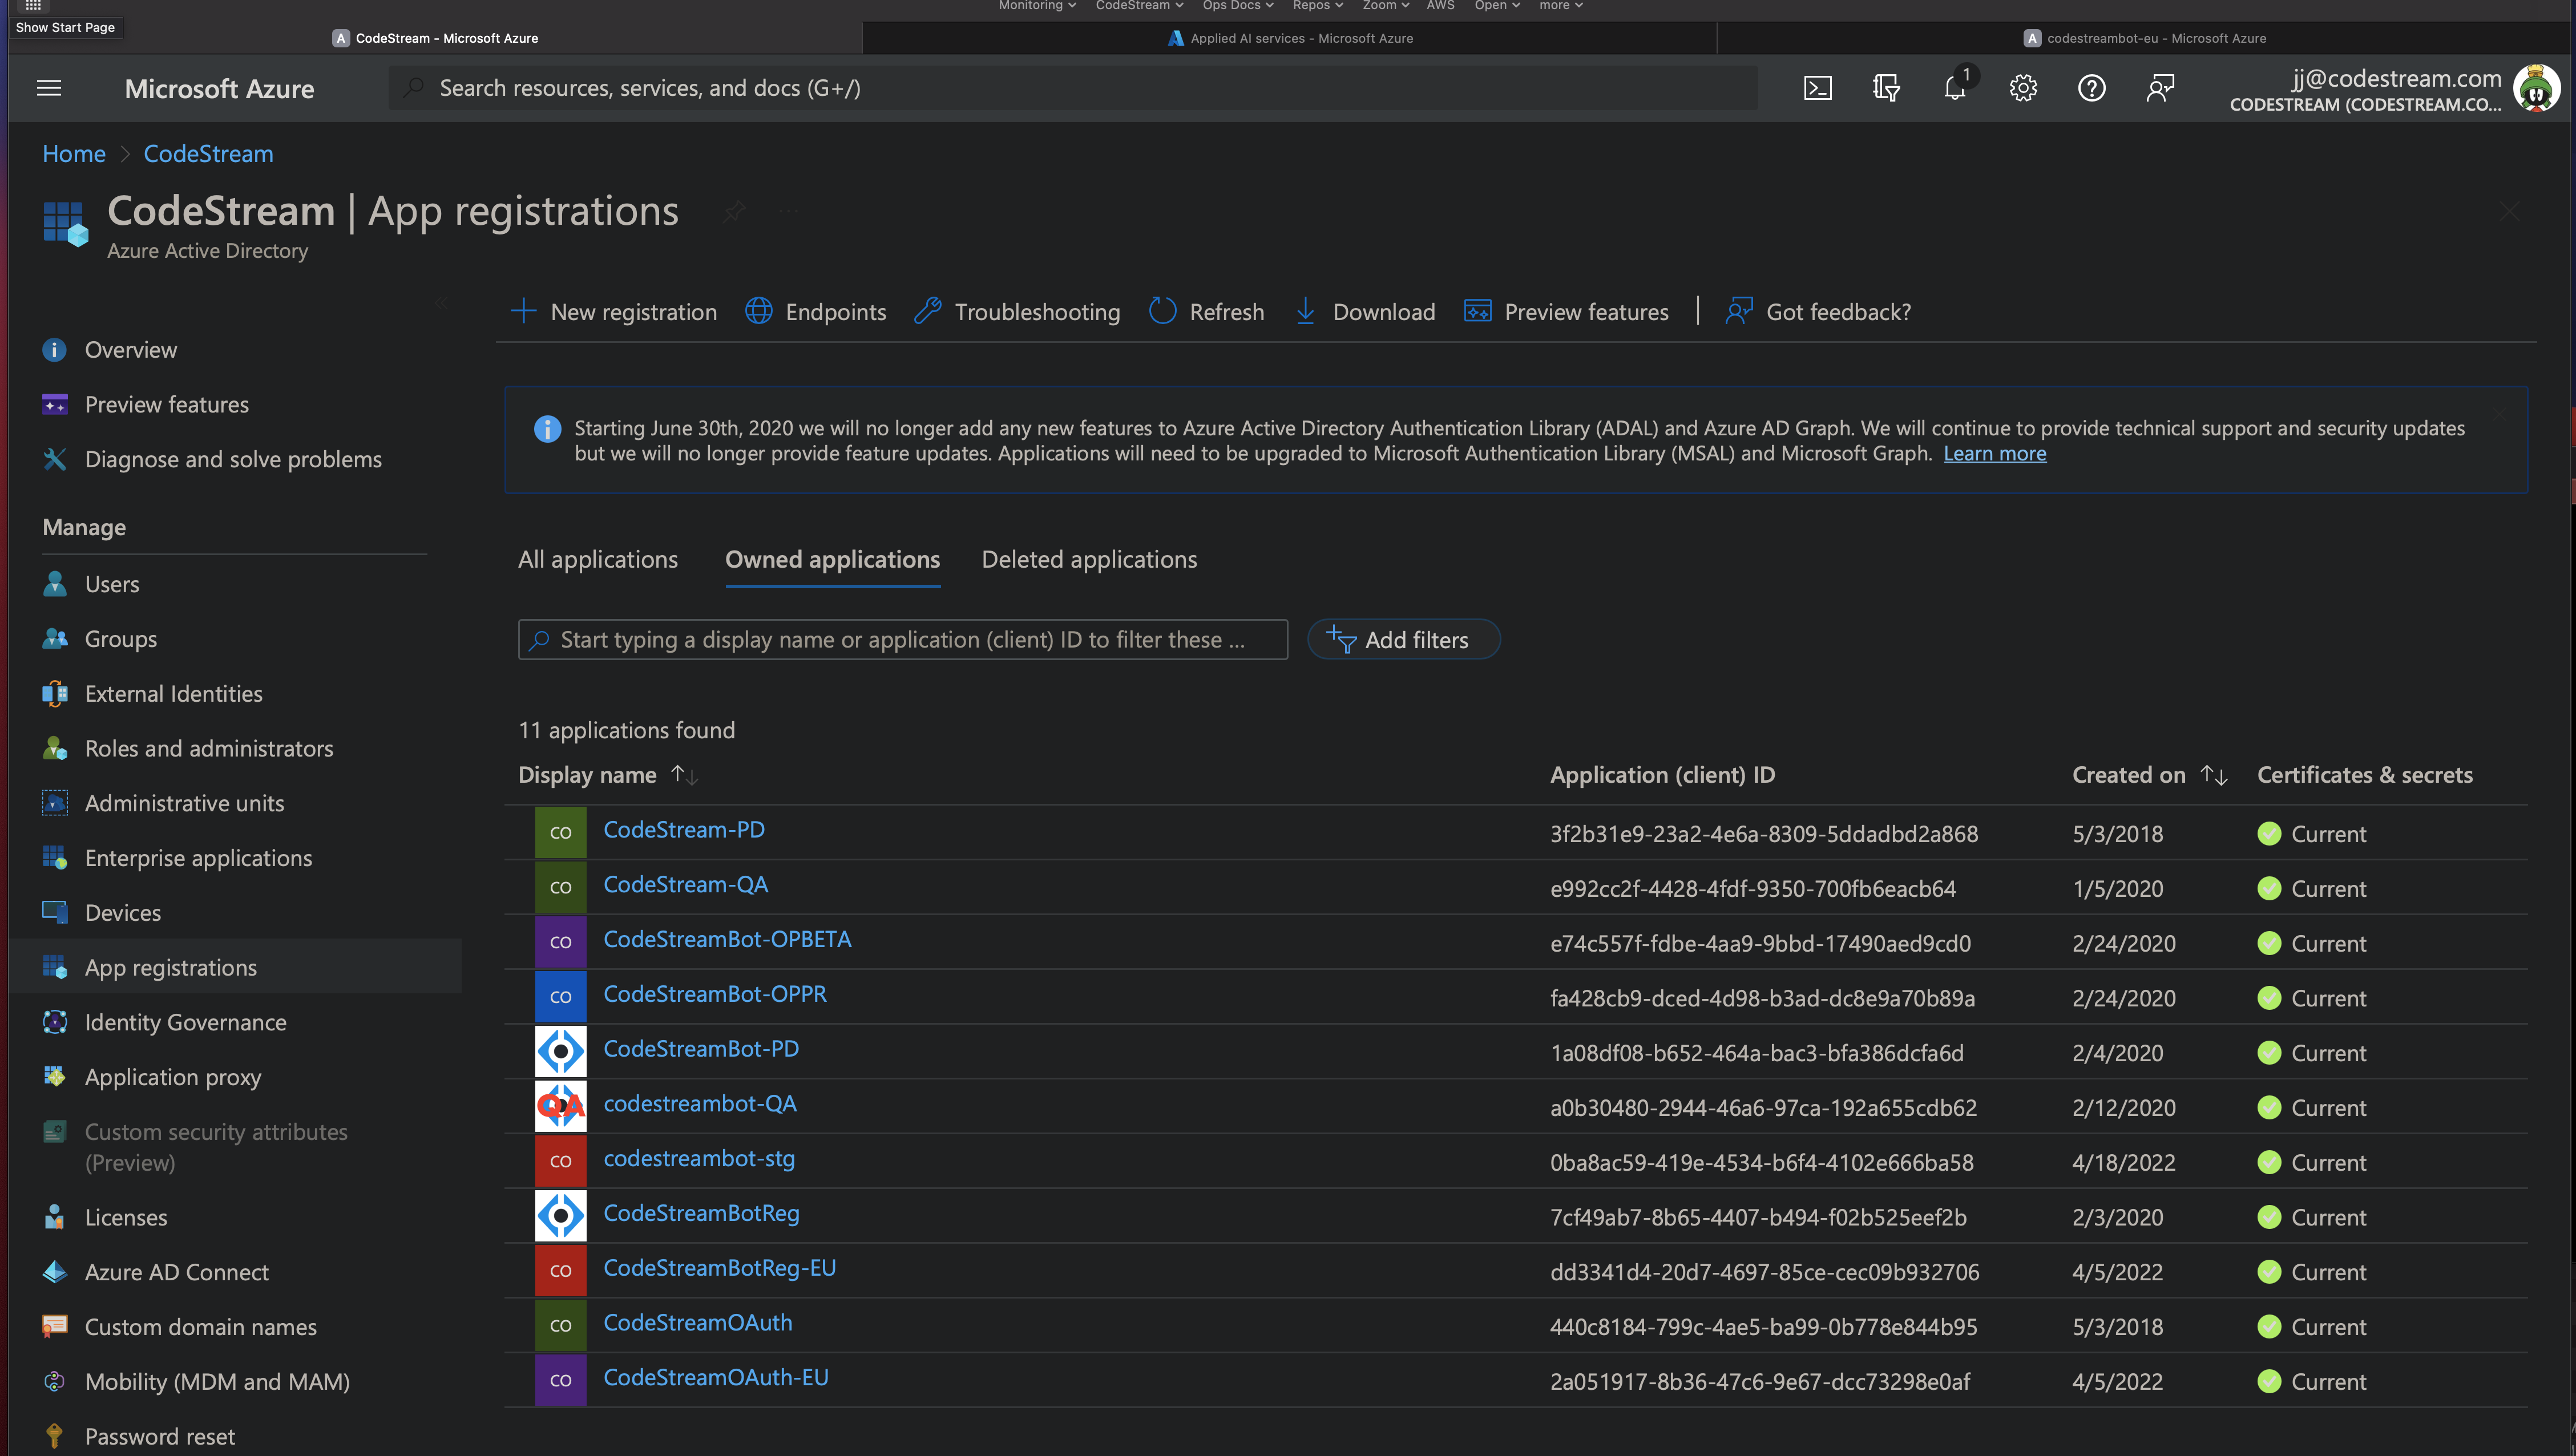 Monitoring CodeStream Ops Docs Repos Zoom AWS Open more
Show Start Page
A CodeStream - Microsoft Azure
Applied AI services - Microsoft Azure
A codestreambot-eu - Microsoft Azure
Microsoft Azure
Search resources, services, and docs (G+/)
1
jj@codestream.com
CODESTREAM (CODESTREAM.CO...
Home > CodeStream
CodeStream | App registrations
Azure Active Directory
New registration Endpoints Troubleshooting Refresh Download Preview features | Got feedback?
Overview
Preview features
Diagnose and solve problems
Manage
Users
Groups
External Identities
Roles and administrators
Administrative units
Enterprise applications
Devices
App registrations
Identity Governance
Application proxy
Custom security attributes
(Preview)
Licenses
Azure AD Connect
Custom domain names
Mobility (MDM and MAM)
Password reset
Starting June 30th, 2020 we will no longer add any new features to Azure Active Directory Authentication Library (ADAL) and Azure AD Graph. We will continue to provide technical support and security updates
but we will no longer provide feature updates. Applications will need to be upgraded to Microsoft Authentication Library (MSAL) and Microsoft Graph. Learn more
All applications Owned applications Deleted applications
Start typing a display name or application (client) ID to filter these ...
Add filters
11 applications found
Display name Application (client) ID Created on Certificates & secrets
CO CodeStream-PD 3f2b31e9-23a2-4e6a-8309-5ddadbd2a868 5/3/2018 Current
CO CodeStream-QA e992cc2f-4428-4fdf-9350-700fb6eacb64 1/5/2020 Current
CO CodeStreamBot-OPBETA e74c557f-fdbe-4aa9-9bbd-17490aed9cd0 2/24/2020 Current
CO CodeStreamBot-OPPR fa428cb9-dced-4d98-b3ad-dc8e9a70b89a 2/24/2020 Current
CodeStreamBot-PD 1a08df08-b652-464a-bac3-bfa386dcfa6d 2/4/2020 Current
QA codestreambot-QA a0b30480-2944-46a6-97ca-192a655cdb62 2/12/2020 Current
CO codestreambot-stg 0ba8ac59-419e-4534-b6f4-4102e666ba58 4/18/2022 Current
CodeStreamBotReg 7cf49ab7-8b65-4407-b494-f02b525eef2b 2/3/2020 Current
CO CodeStreamBotReg-EU dd3341d4-20d7-4697-85ce-cec09b932706 4/5/2022 Current
CO CodeStreamOAuth 440c8184-799c-4ae5-ba99-0b778e844b95 5/3/2018 Current
CO CodeStreamOAuth-EU 2a051917-8b36-47c6-9e67-dcc73298e0af 4/5/2022 Current